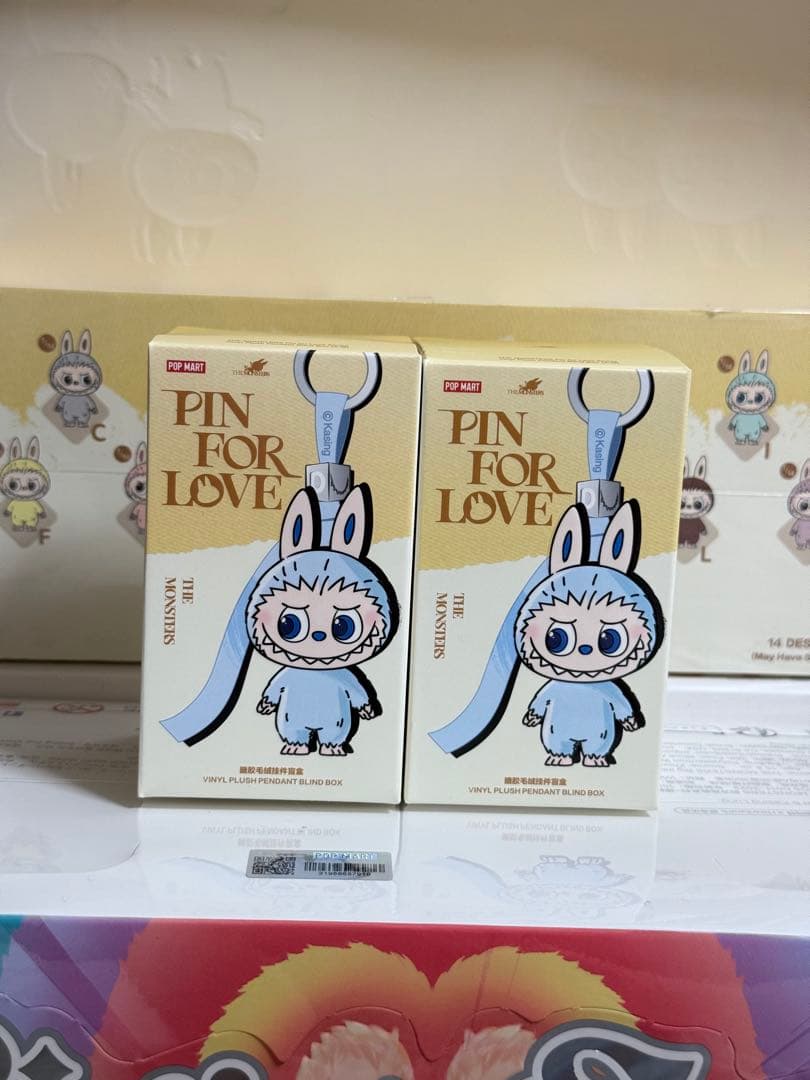 C
F
I
L
14 DES
(May Have S
POP MART
THE MONSTERS
PIN
FOR
LOVE
© Kasing
THE
MONSTERS
搪胶毛绒挂件盲盒
VINYL PLUSH PENDANT BLIND BOX
POP MART
THE MONSTERS
PIN
FOR
LOVE
© Kasing
THE
MONSTERS
搪胶毛绒挂件盲盒
VINYL PLUSH PENDANT BLIND BOX
POP MART